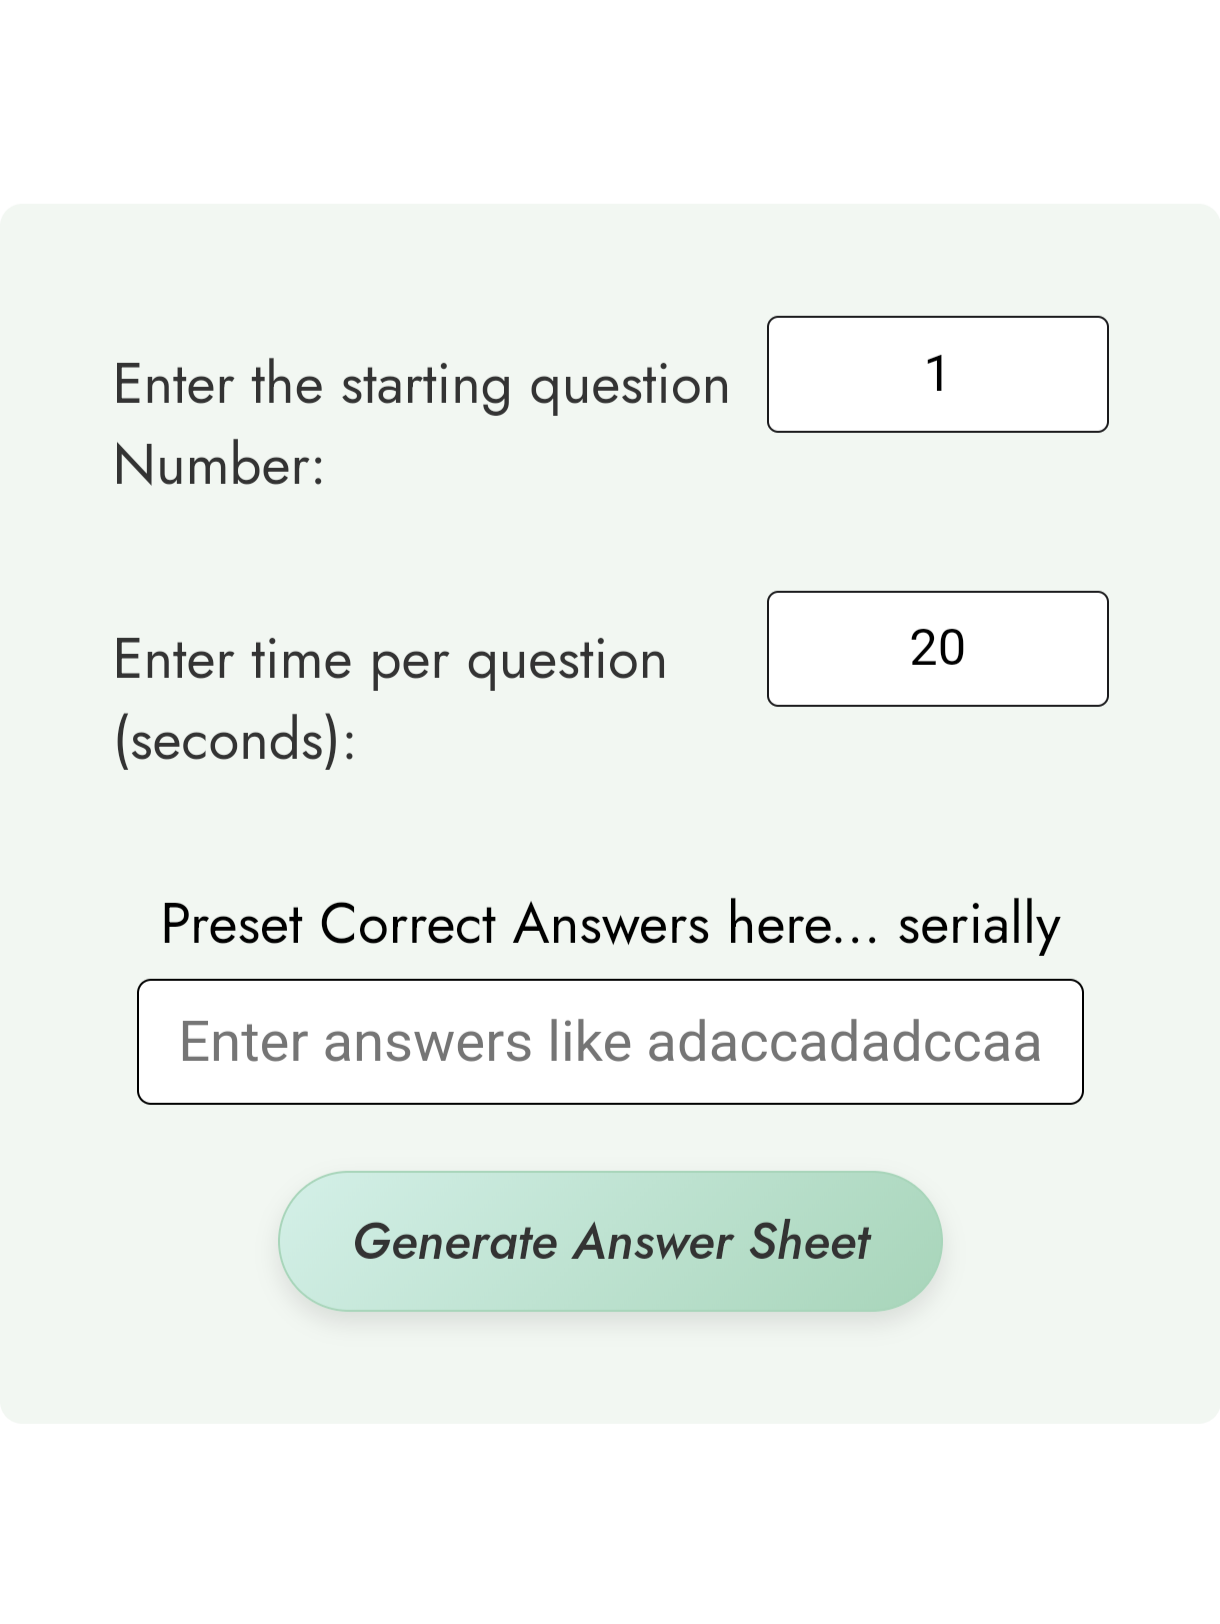 Enter the starting question
Number:
1
Enter time per question
(seconds):
20
Preset Correct Answers here... serially
Enter answers like adaccadadccaa
Generate Answer Sheet